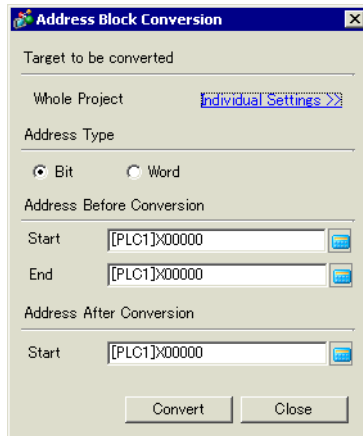 Address Block Conversion
Target to be converted
Whole Project Individual Settings >>
Address Type
Bit Word
Address Before Conversion
Start [PLC1]X00000
End [PLC1]X00000
Address After Conversion
Start [PLC1]X00000
Convert Close